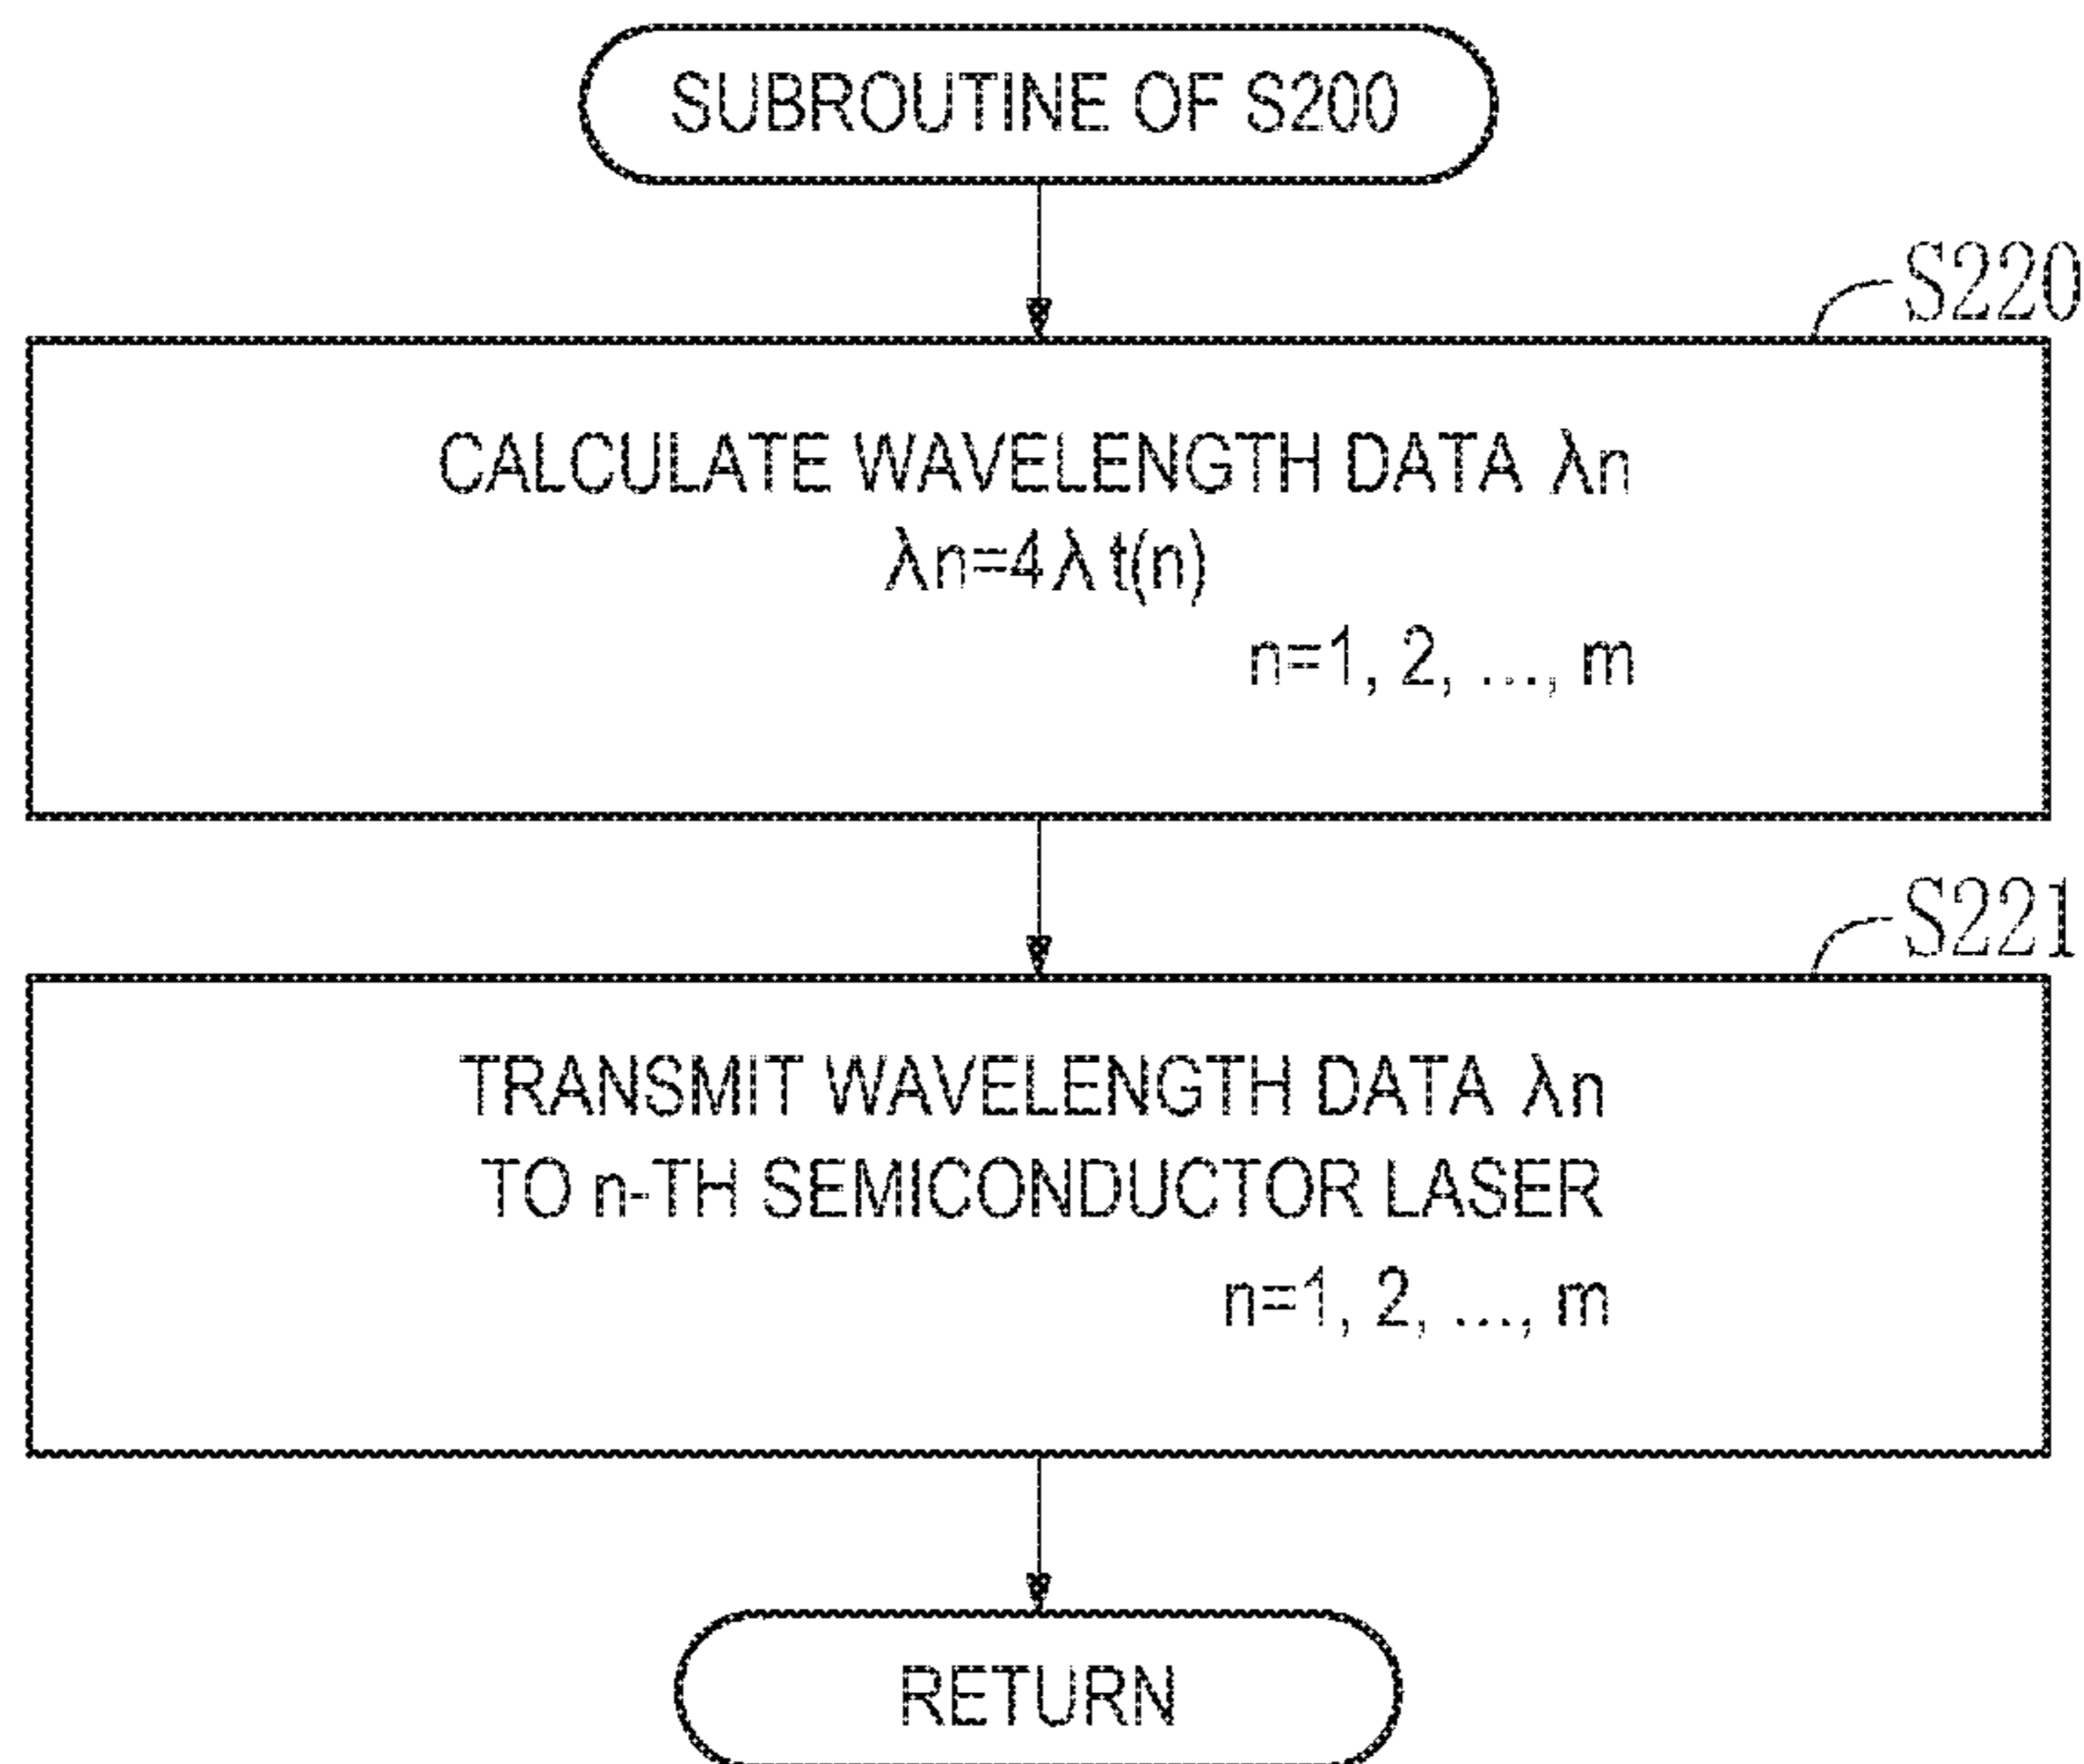 SUBROUTINE OF S200
S220
CALCULATE WAVELENGTH DATA λn
λn=4λt(n)
n=1, 2, ..., m
S221
TRANSMIT WAVELENGTH DATA λn
TO n-TH SEMICONDUCTOR LASER
n=1, 2, ..., m
RETURN